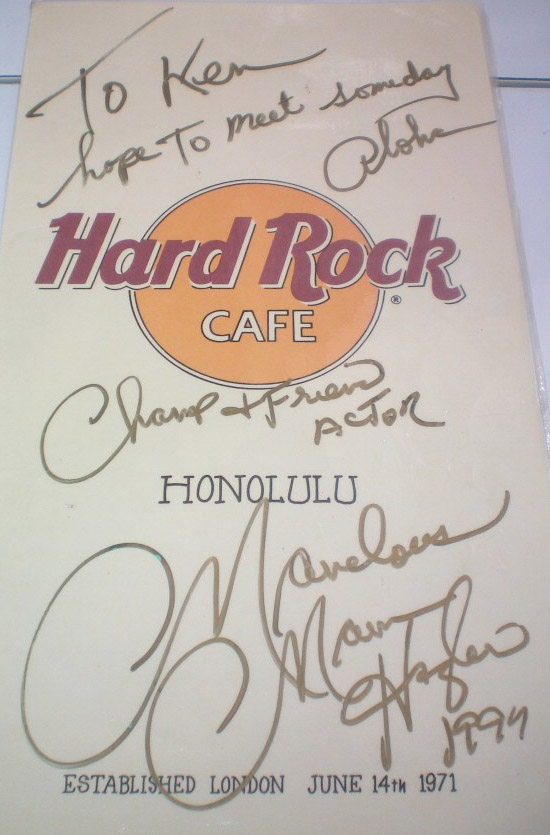 To Ken
hope To meet someday
Aloha
Hard Rock
®
CAFE
Champ + Friend
ACTOR
HONOLULU
Marvelous
Marvin
Hagler
1994
ESTABLISHED LONDON JUNE 14th 1971